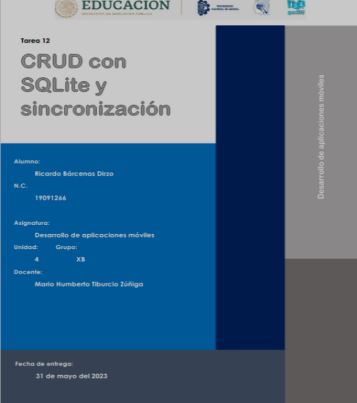 EDUCACIÓN
Tarea 12
CRUD con
SQLite y
sincronización
Alumno:
Ricardo Bárcenas Dirzo
N.C.
19091266
Asignatura:
Desarrollo de aplicaciones móviles
Unidad: Grupo:
4 XB
Docente:
Mario Humberto Tiburcio Zúñiga
Fecha de entrega:
31 de mayo del 2023
Desarrollo de aplicaciones móviles